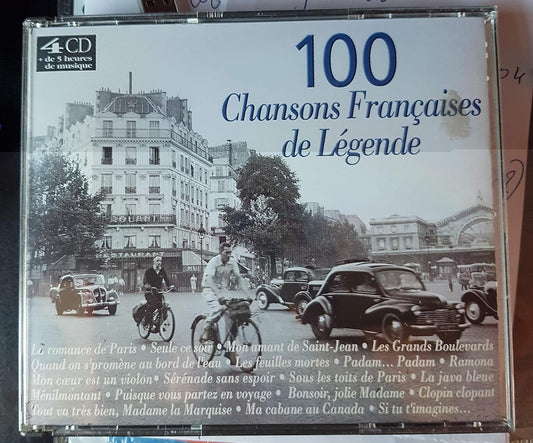 4 CD
+ de 5 heures
de musique
100
Chansons Françaises
de Légende
RESTAURANT
La romance de Paris • Seule ce soir • Mon amant de Saint-Jean • Les Grands Boulevards
Quand on s'promène au bord de l'eau • Les feuilles mortes • Padam... Padam • Ramona
Mon cœur est un violon • Sérénade sans espoir • Sous les toits de Paris • La java bleue
Ménilmontant • Puisque vous partez en voyage • Bonsoir, jolie Madame • Clopin clopant
Tout va très bien, Madame la Marquise • Ma cabane au Canada • Si tu t'imagines...